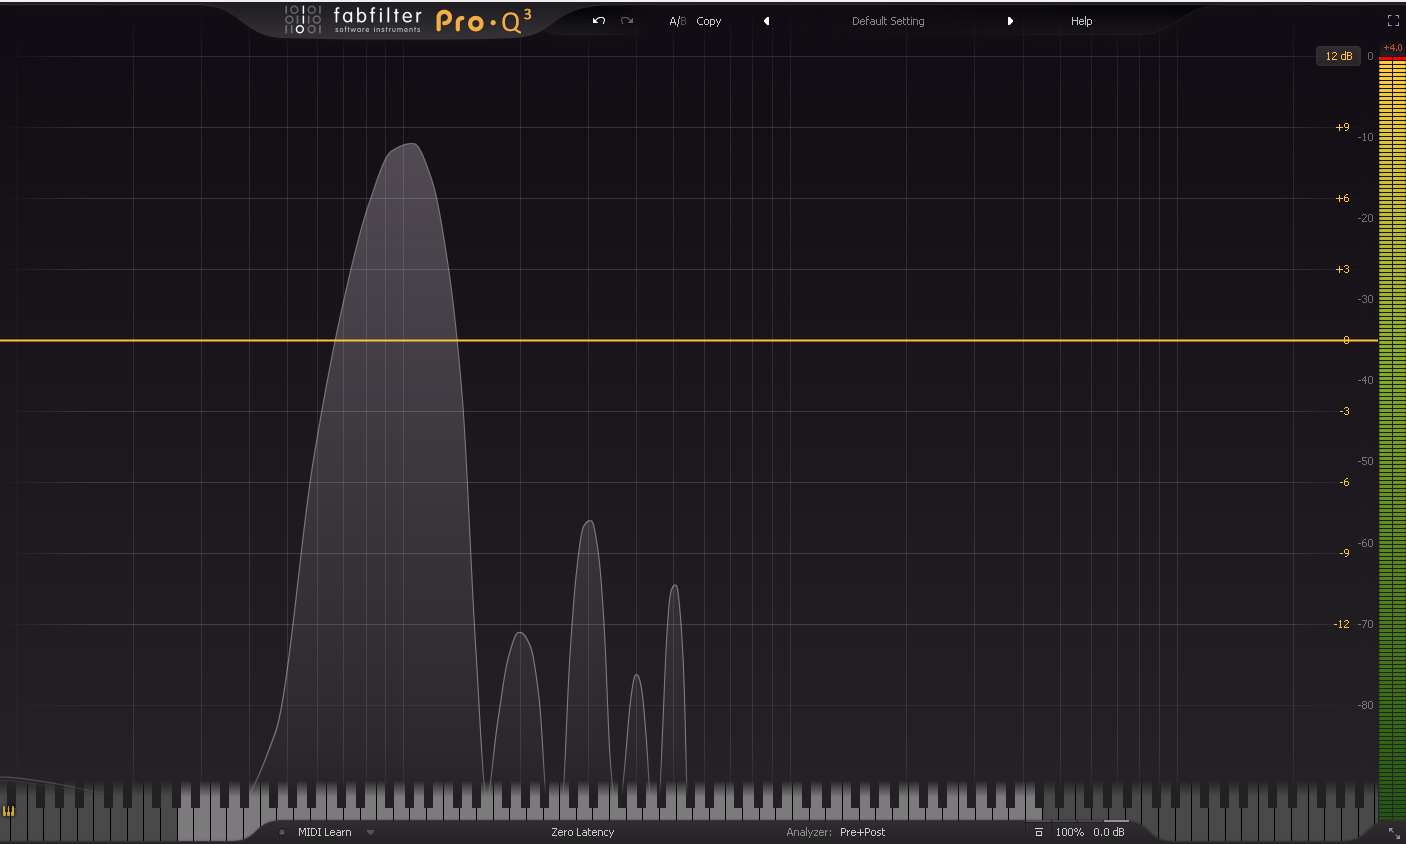 fabfilter
software instruments
Pro·Q³
A/B Copy
Default Setting
Help
+4.0
12 dB 0
+9
-10
+6
-20
+3
-30
0
-40
-3
-50
-6
-60
-9
-12 -70
-80
MIDI Learn
Zero Latency
Analyzer: Pre+Post
100% 0.0 dB